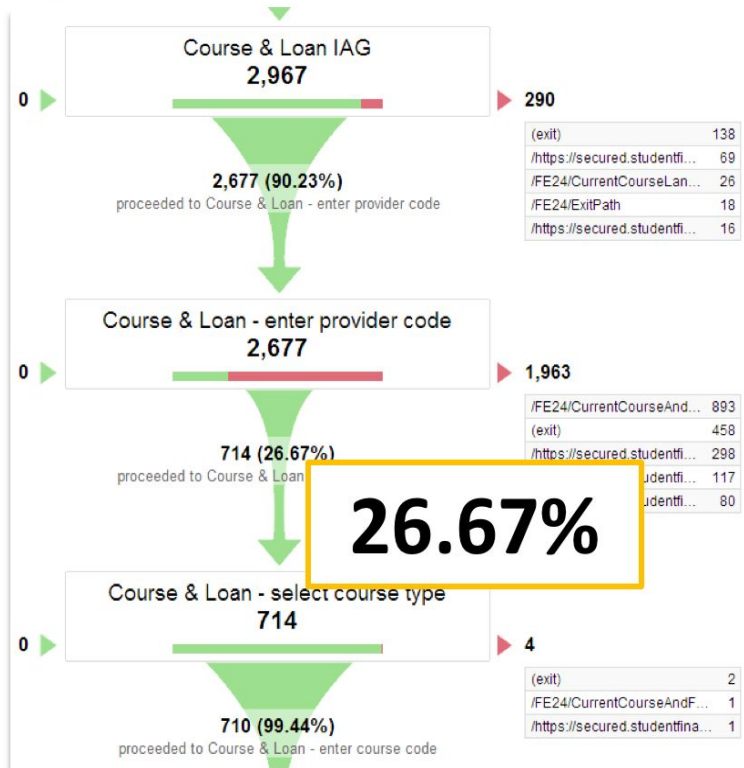 Course & Loan IAG
2,967
0
290
(exit) 138
/https://secured.studentfi... 69
/FE24/CurrentCourseLan... 26
/FE24/ExitPath 18
/https://secured.studentfi... 16
2,677 (90.23%)
proceeded to Course & Loan - enter provider code
Course & Loan - enter provider code
2,677
0
1,963
/FE24/CurrentCourseAnd... 893
(exit) 458
/https://secured.studentfi... 298
udentfi... 117
udentfi... 80
714 (26.67%)
proceeded to Course & Loan
26.67%
Course & Loan - select course type
714
0
4
(exit) 2
/FE24/CurrentCourseAndF... 1
/https://secured.studentfina... 1
710 (99.44%)
proceeded to Course & Loan - enter course code